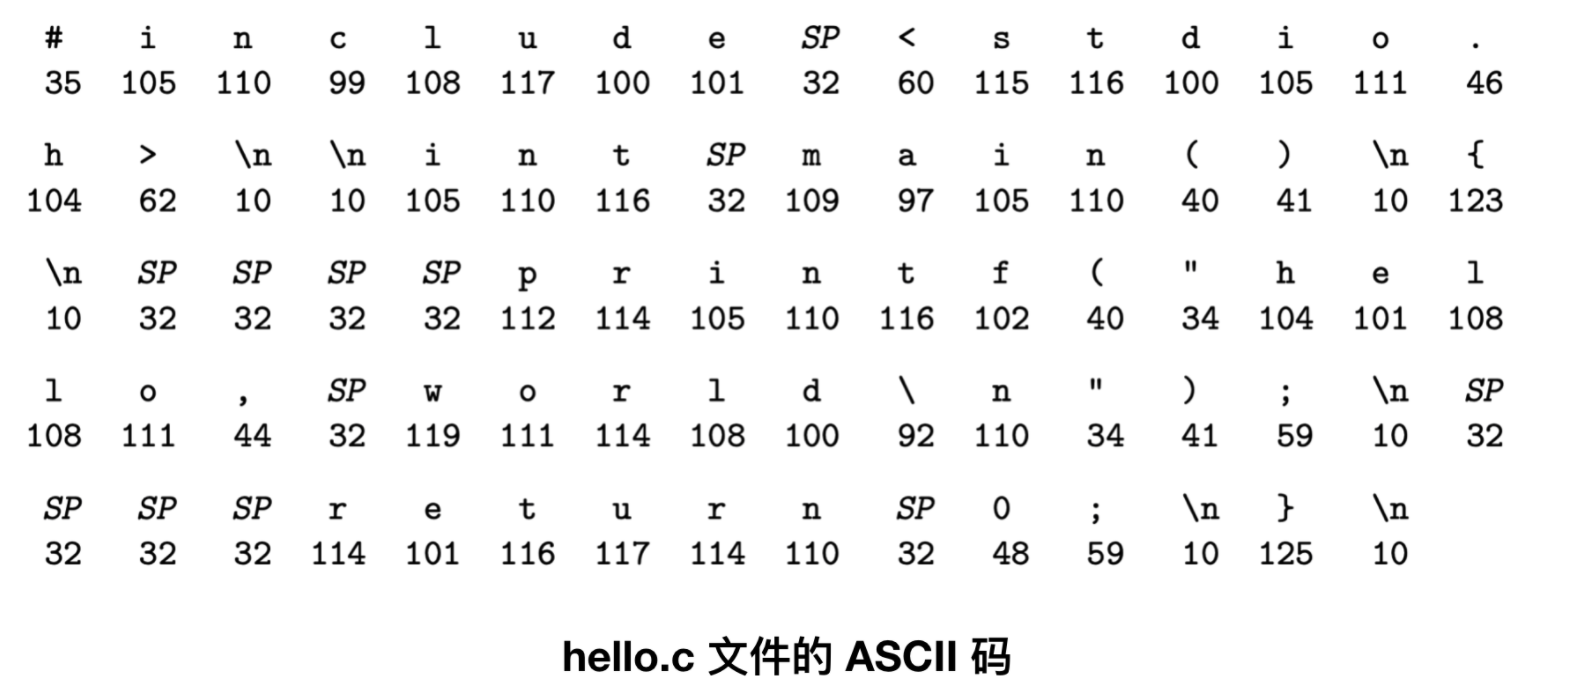 # i n c l u d e SP < s t d i o .
35 105 110 99 108 117 100 101 32 60 115 116 100 105 111 46
h > \n \n i n t SP m a i n ( ) \n {
104 62 10 10 105 110 116 32 109 97 105 110 40 41 10 123
\n SP SP SP SP p r i n t f ( " h e l
10 32 32 32 32 112 114 105 110 116 102 40 34 104 101 108
l o , SP w o r l d \ n " ) ; \n SP
108 111 44 32 119 111 114 108 100 92 110 34 41 59 10 32
SP SP SP r e t u r n SP 0 ; \n } \n
32 32 32 114 101 116 117 114 110 32 48 59 10 125 10
hello.c 文件的 ASCII 码